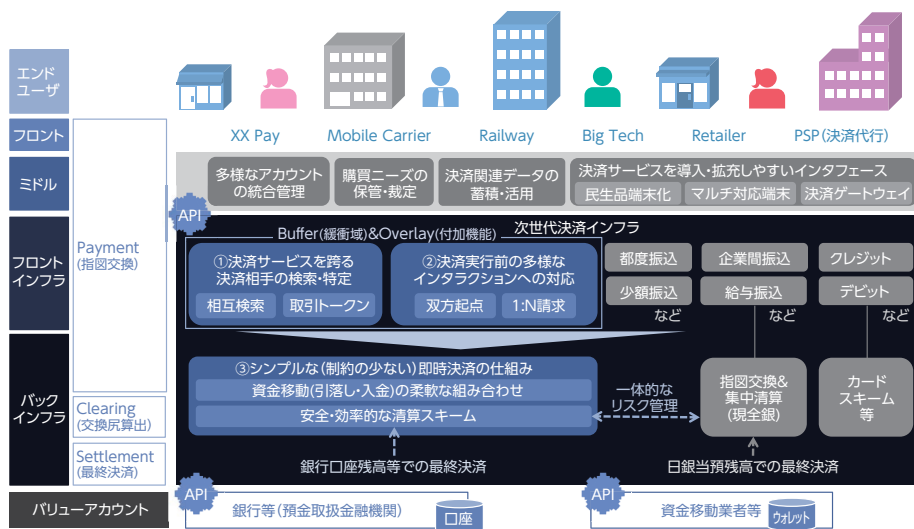 エンド
ユーザ
フロント
XX Pay
Mobile Carrier
Railway
Big Tech
Retailer
PSP(決済代行)
ミドル
多様なアカウント
の統合管理
購買ニーズの
保管・裁定
決済関連データの
蓄積・活用
決済サービスを導入・拡充しやすいインタフェース
民生品端末化
マルチ対応端末
決済ゲートウェイ
API
Payment
(指図交換)
フロント
インフラ
次世代決済インフラ
Buffer(緩衝域)&Overlay(付加機能)
①決済サービスを跨る
決済相手の検索・特定
相互検索
取引トークン
②決済実行前の多様な
インタラクションへの対応
双方起点
1:N請求
都度振込
企業間振込
クレジット
少額振込
給与振込
デビット
など
など
など
バック
インフラ
③シンプルな(制約の少ない)即時決済の仕組み
資金移動(引落し・入金)の柔軟な組み合わせ
安全・効率的な清算スキーム
一体的な
リスク管理
指図交換&
集中清算
(現全銀)
カード
スキーム
等
Clearing
(交換尻算出)
Settlement
(最終決済)
銀行口座残高等での最終決済
日銀当預残高での最終決済
バリューアカウント
API
銀行等(預金取扱金融機関)
口座
API
資金移動業者等
ウォレット